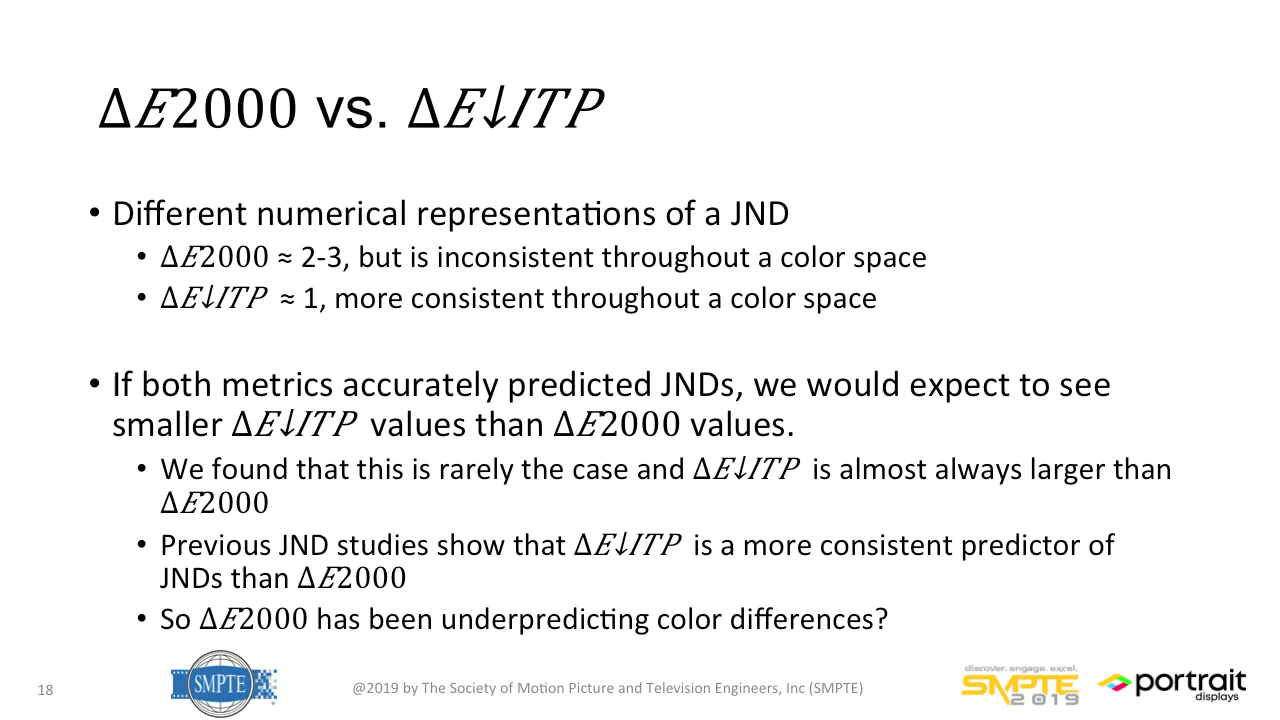 Δ𝐸2000 vs. Δ𝐸↓𝐼𝑇𝑃
• Different numerical representations of a JND
• Δ𝐸2000 ≈ 2-3, but is inconsistent throughout a color space
• Δ𝐸↓𝐼𝑇𝑃 ≈ 1, more consistent throughout a color space
• If both metrics accurately predicted JNDs, we would expect to see
smaller Δ𝐸↓𝐼𝑇𝑃 values than Δ𝐸2000 values.
• We found that this is rarely the case and Δ𝐸↓𝐼𝑇𝑃 is almost always larger than
Δ𝐸2000
• Previous JND studies show that Δ𝐸↓𝐼𝑇𝑃 is a more consistent predictor of
JNDs than Δ𝐸2000
• So Δ𝐸2000 has been underpredicting color differences?
18
SMPTE
@2019 by The Society of Motion Picture and Television Engineers, Inc (SMPTE)
discover. engage. excel.
SMPTE
2019
portrait
displays